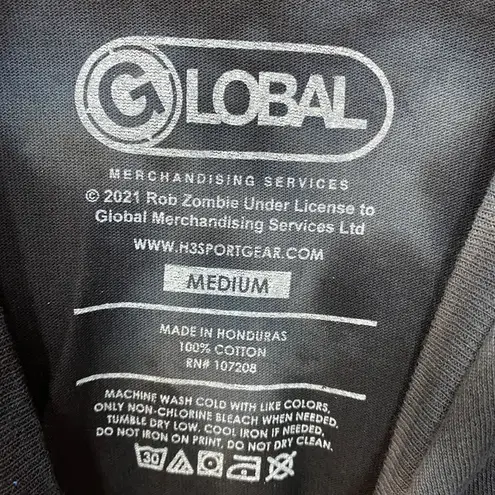 GLOBAL
MERCHANDISING SERVICES
© 2021 Rob Zombie Under License to
Global Merchandising Services Ltd
WWW.H3SPORTGEAR.COM
MEDIUM
MADE IN HONDURAS
100% COTTON
RN# 107208
MACHINE WASH COLD WITH LIKE COLORS,
ONLY NON-CHLORINE BLEACH WHEN NEEDED,
TUMBLE DRY LOW, COOL IRON IF NEEDED,
DO NOT IRON ON PRINT, DO NOT DRY CLEAN.
30